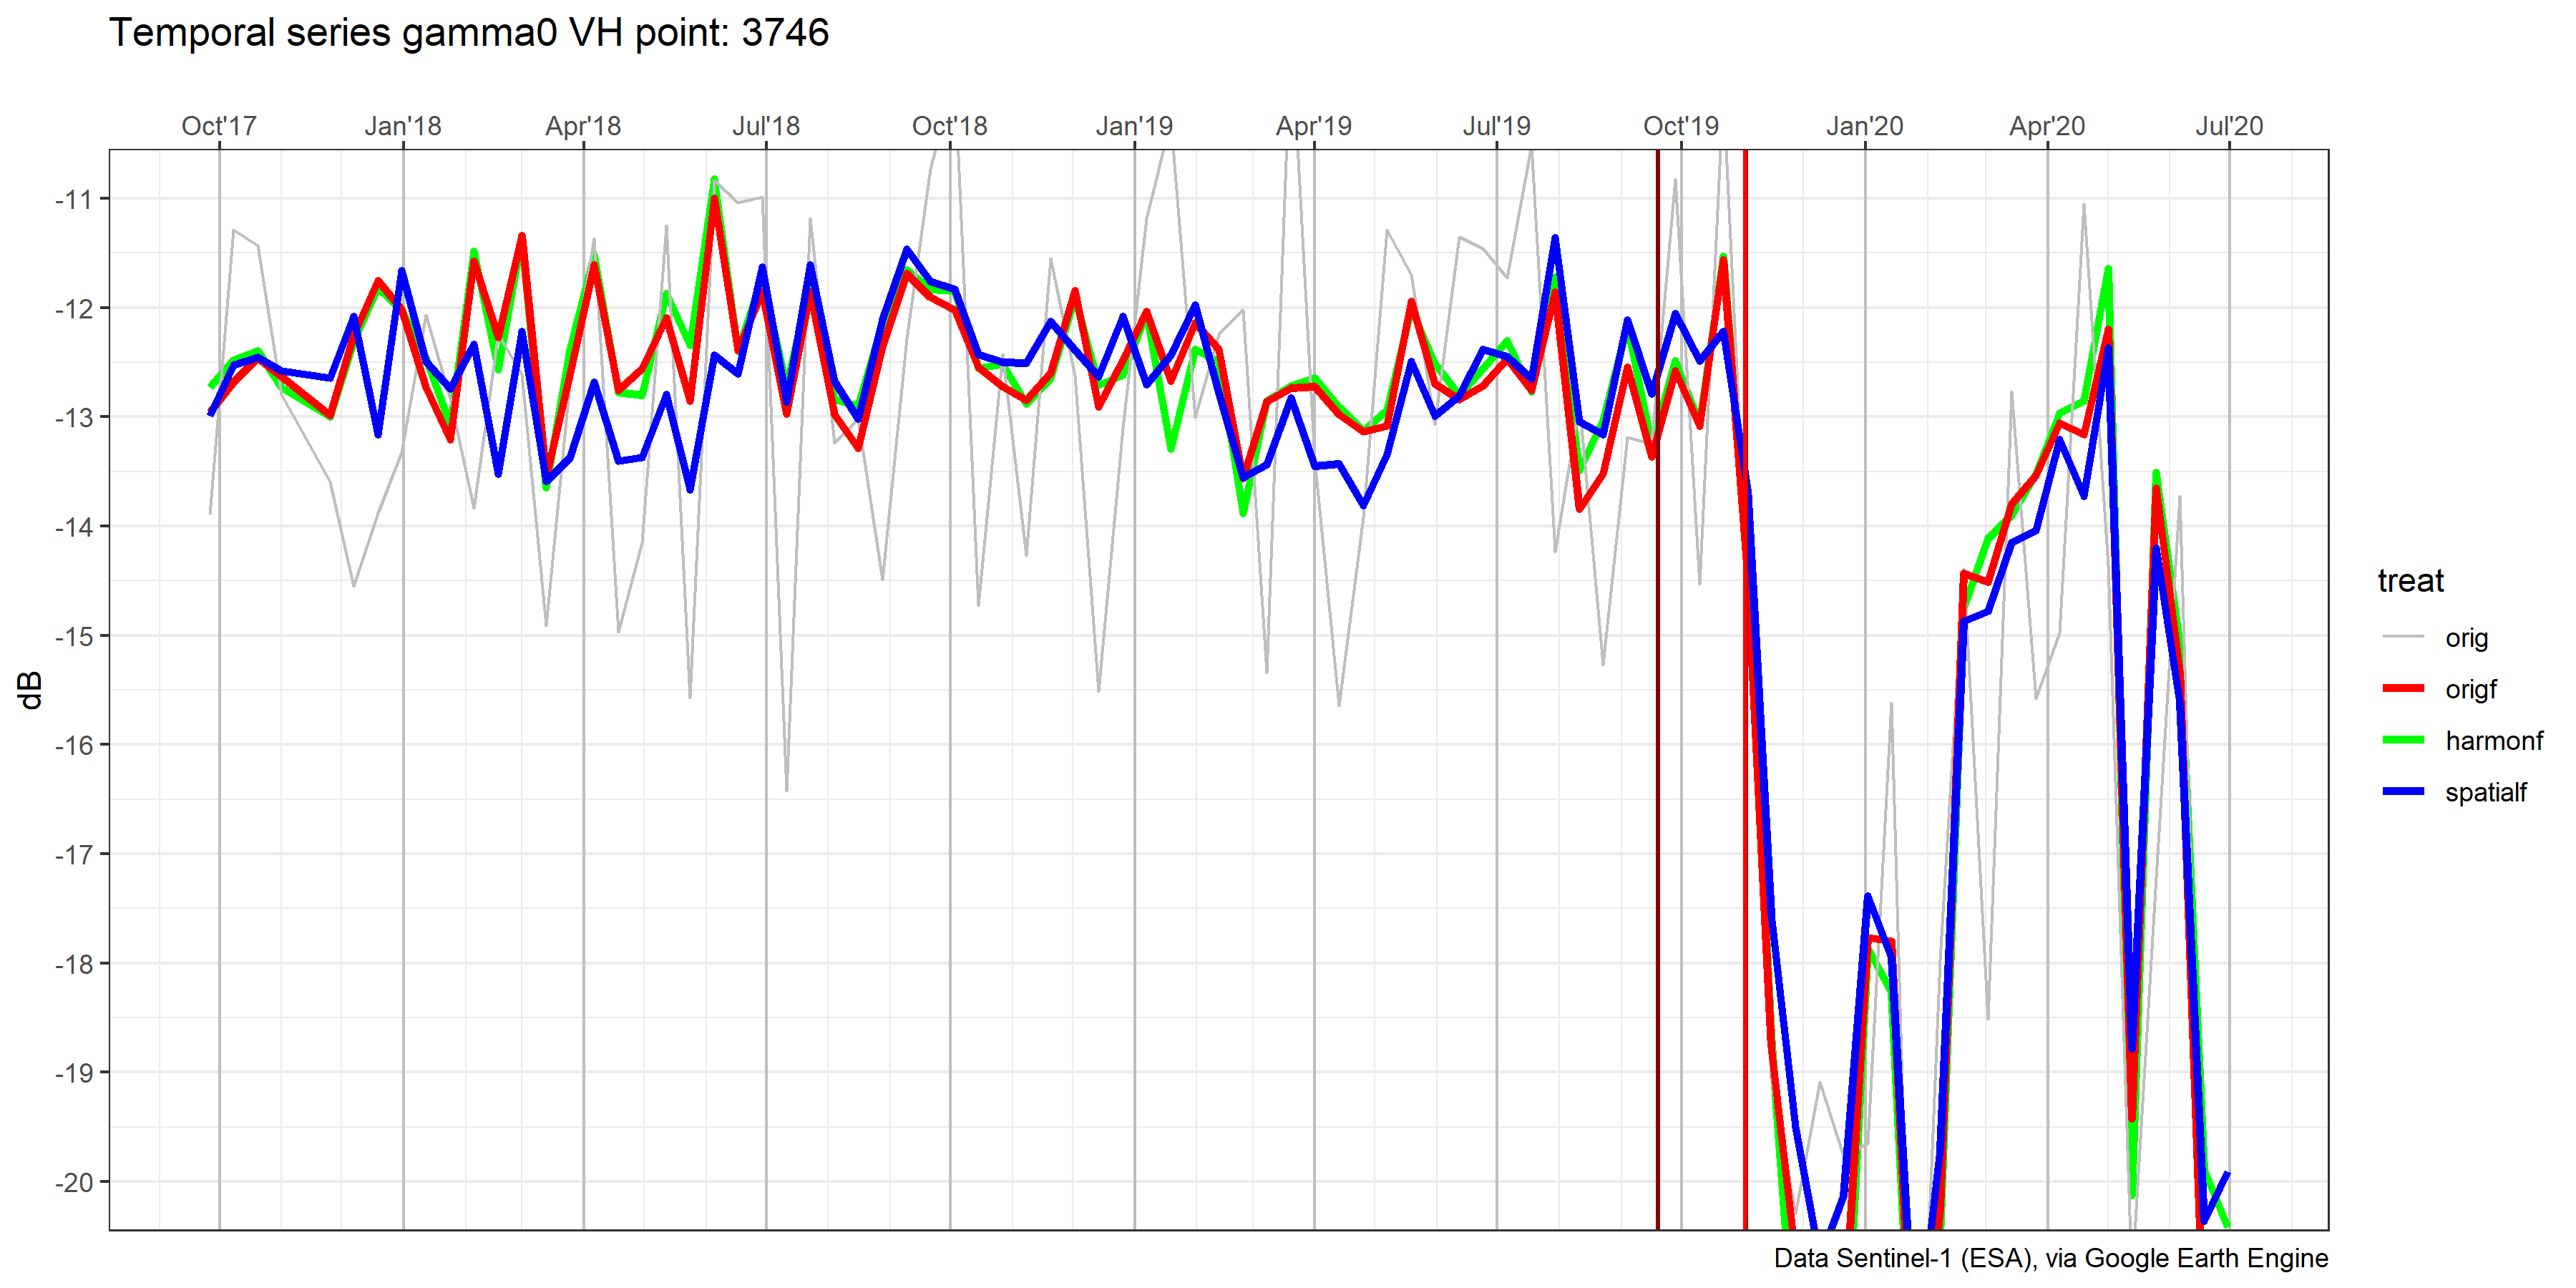 Temporal series gamma0 VH point: 3746
Oct'17 Jan'18 Apr'18 Jul'18 Oct'18 Jan'19 Apr'19 Jul'19 Oct'19 Jan'20 Apr'20 Jul'20
-11
-12
-13
-14
-15
-16
-17
-18
-19
-20
dB
treat
orig
origf
harmonf
spatialf
Data Sentinel-1 (ESA), via Google Earth Engine